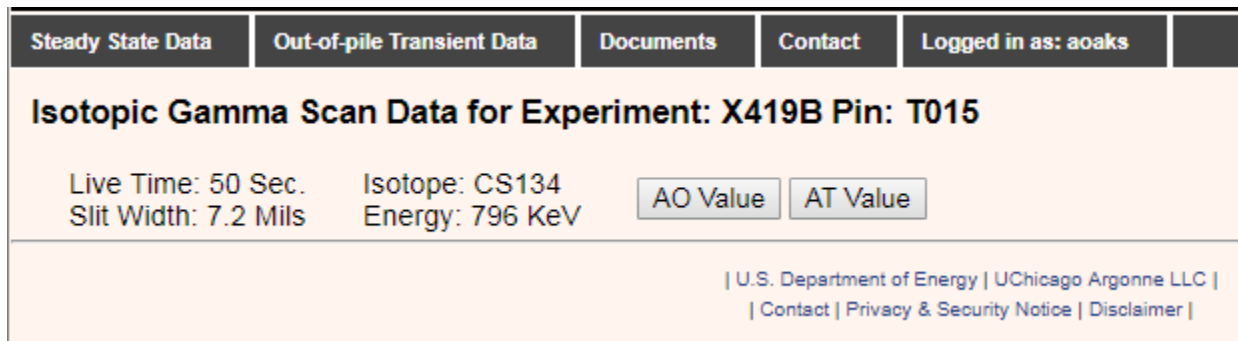 Steady State Data Out-of-pile Transient Data Documents Contact Logged in as: aoaks
Isotopic Gamma Scan Data for Experiment: X419B Pin: T015
Live Time: 50 Sec. Isotope: CS134 AO Value AT Value
Slit Width: 7.2 Mils Energy: 796 KeV
| U.S. Department of Energy | UChicago Argonne LLC |
| Contact | Privacy & Security Notice | Disclaimer |